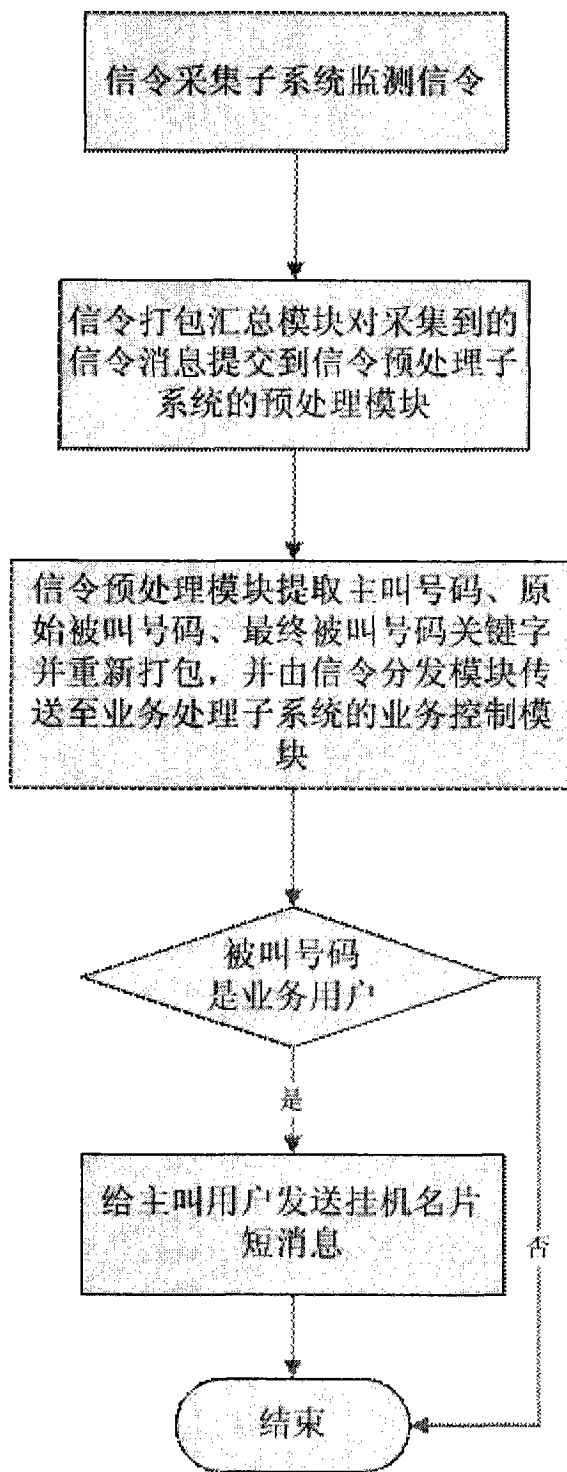 信令采集子系统监测信令
信令打包汇总模块对采集到的
信令消息提交到信令预处理子
系统的预处理模块
信令预处理模块提取主叫号码、原
始被叫号码、最终被叫号码关键字
并重新打包，并由信令分发模块传
送至业务处理子系统的业务控制模
块
被叫号码
是业务用户
是
给主叫用户发送挂机名片
短消息
否
结束